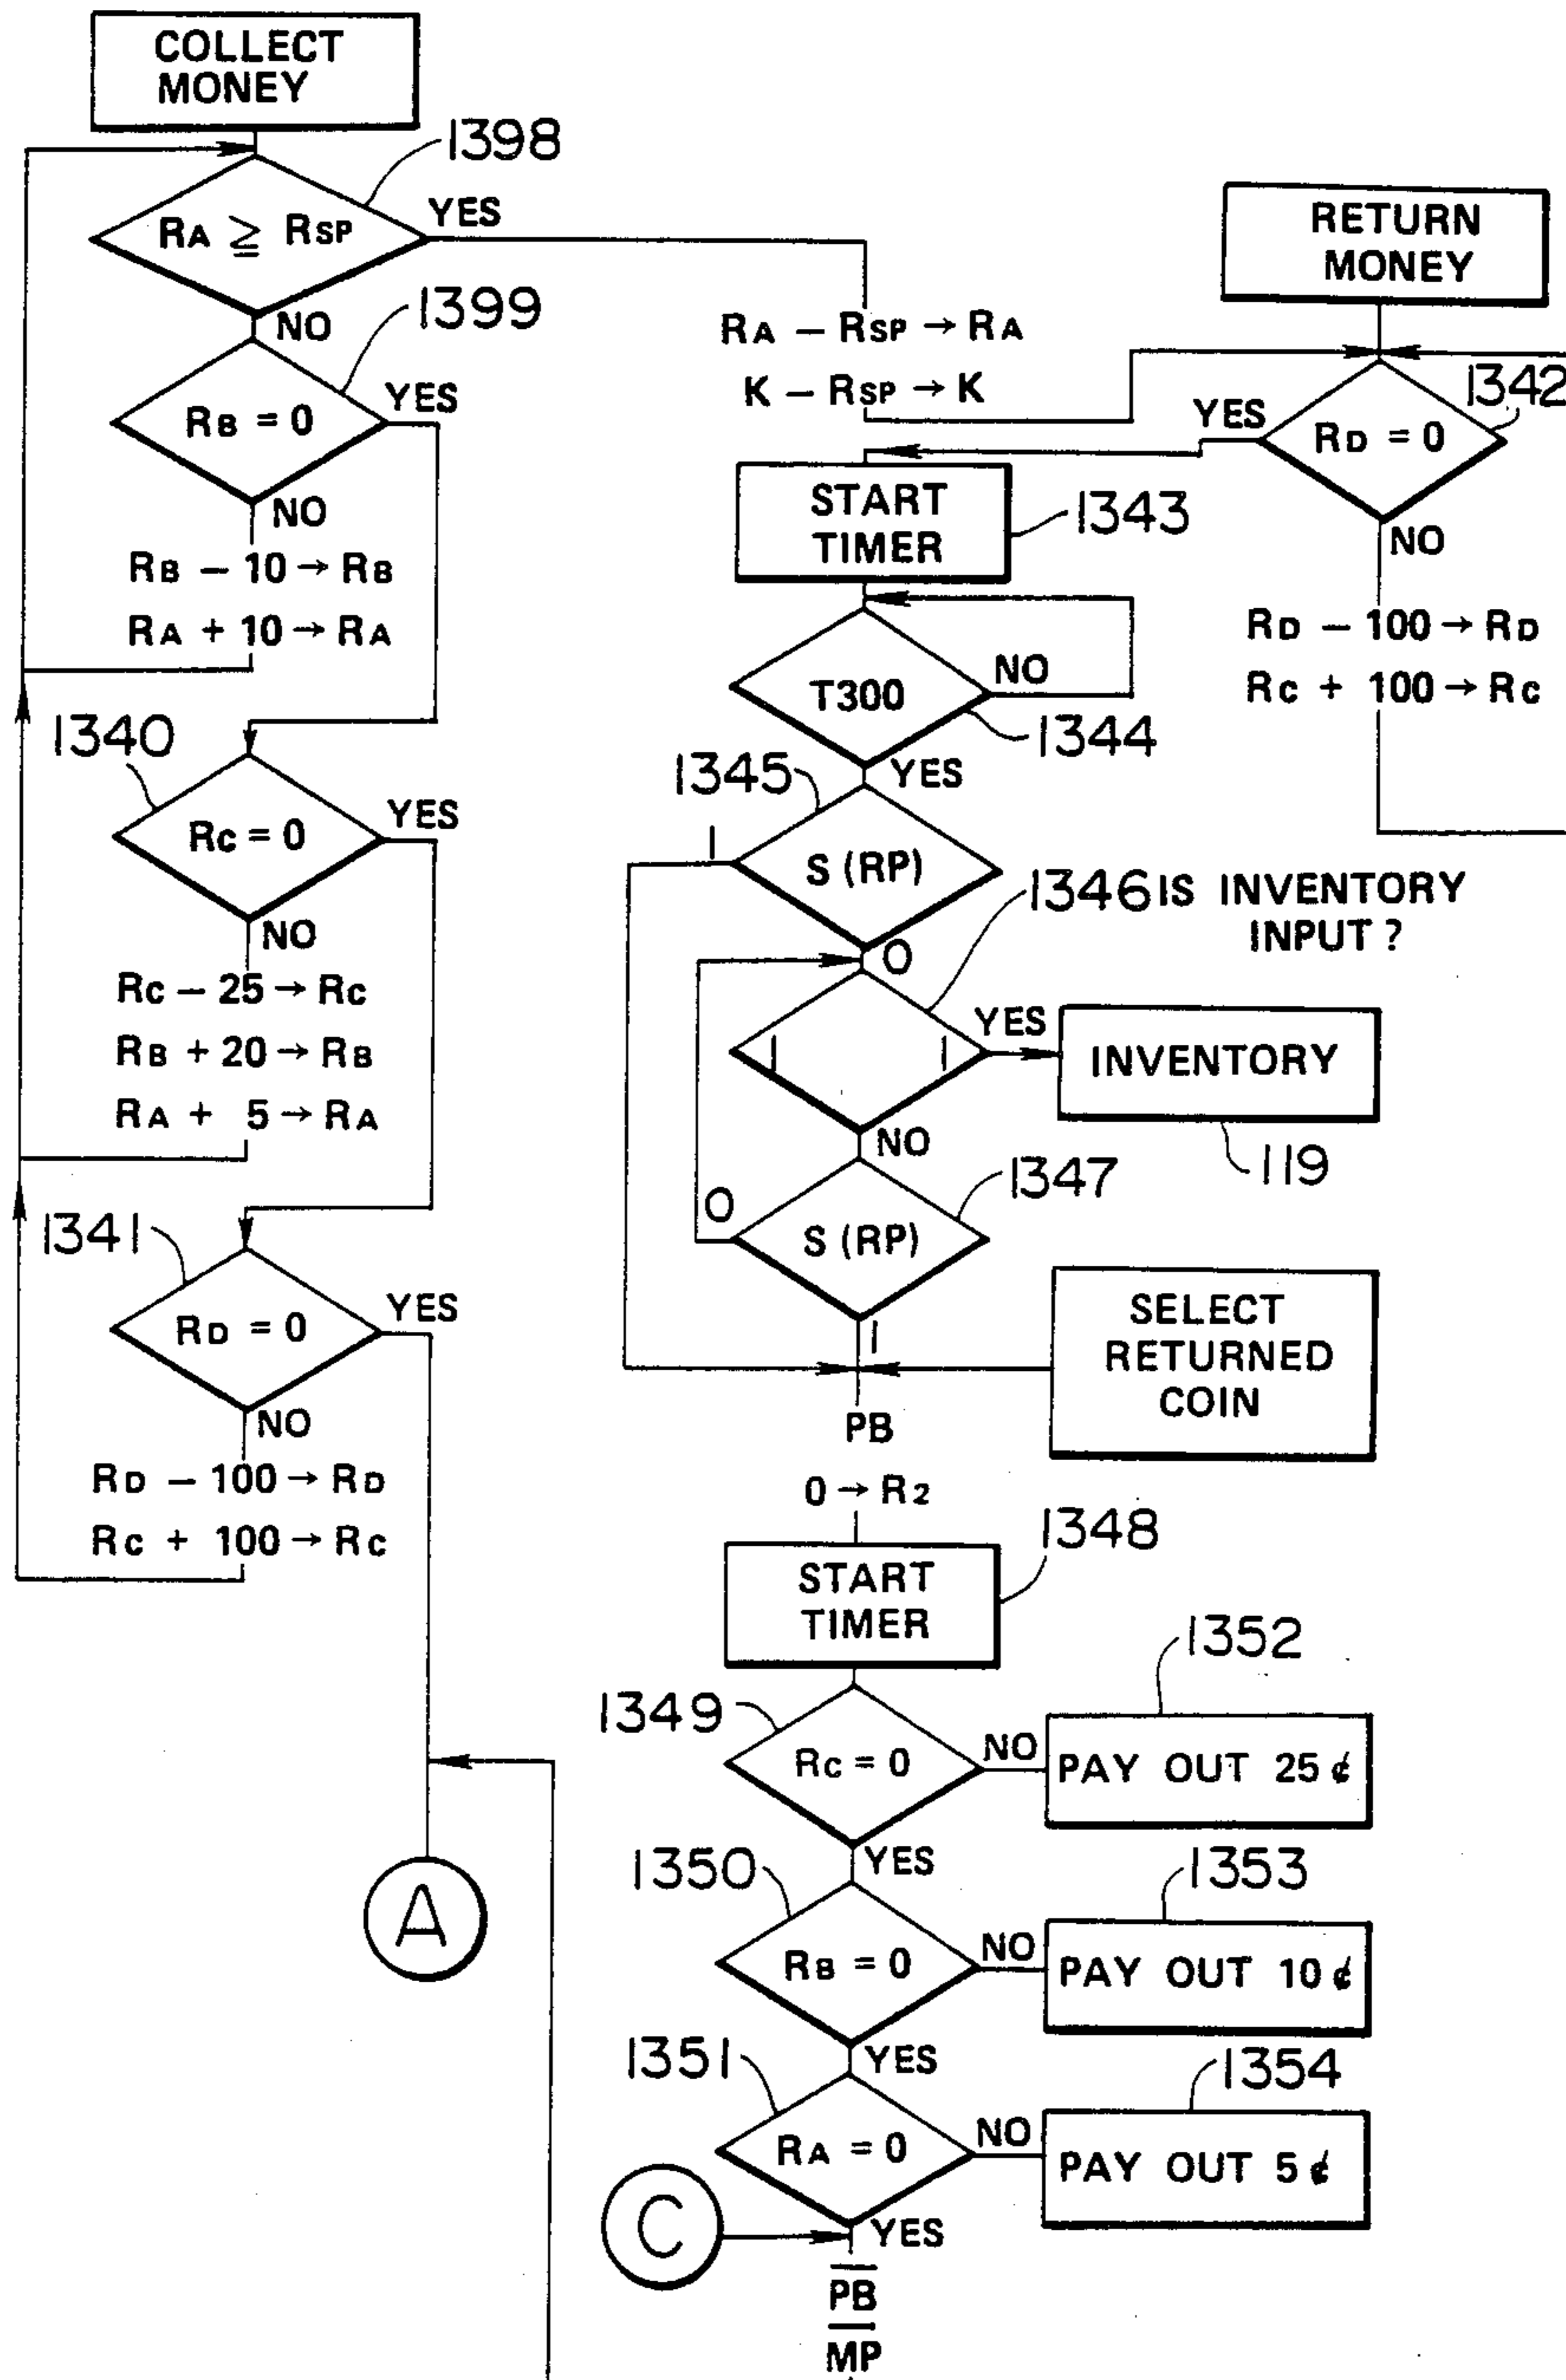 COLLECT
MONEY
1398
RA ≧ RSP
YES
NO
1399
RB = 0
YES
NO
RB − 10 → RB
RA + 10 → RA
1340
RC = 0
YES
NO
RC − 25 → RC
RB + 20 → RB
RA + 5 → RA
1341
RD = 0
YES
NO
RD − 100 → RD
RC + 100 → RC
A
RA − RSP → RA
K − RSP → K
RETURN
MONEY
1342
YES
RD = 0
NO
RD − 100 → RD
RC + 100 → RC
START
TIMER
1343
T300
NO
1344
YES
1345
1
S (RP)
0
1346 IS INVENTORY
INPUT ?
1 1
YES
INVENTORY
119
NO
1347
0
S (RP)
1
SELECT
RETURNED
COIN
PB
0 → R2
START
TIMER
1348
1349
RC = 0
NO
1352
PAY OUT 25 ¢
YES
1350
RB = 0
NO
1353
PAY OUT 10 ¢
YES
1351
RA = 0
NO
1354
PAY OUT 5 ¢
YES
C
P̅B̅
M̅P̅